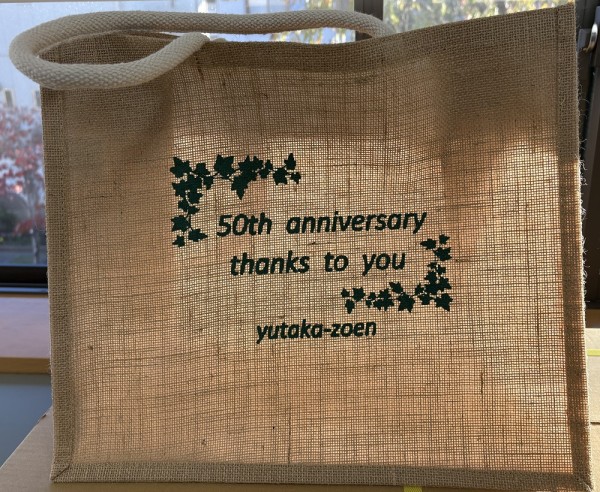 50th anniversary
thanks to you
yutaka-zoen